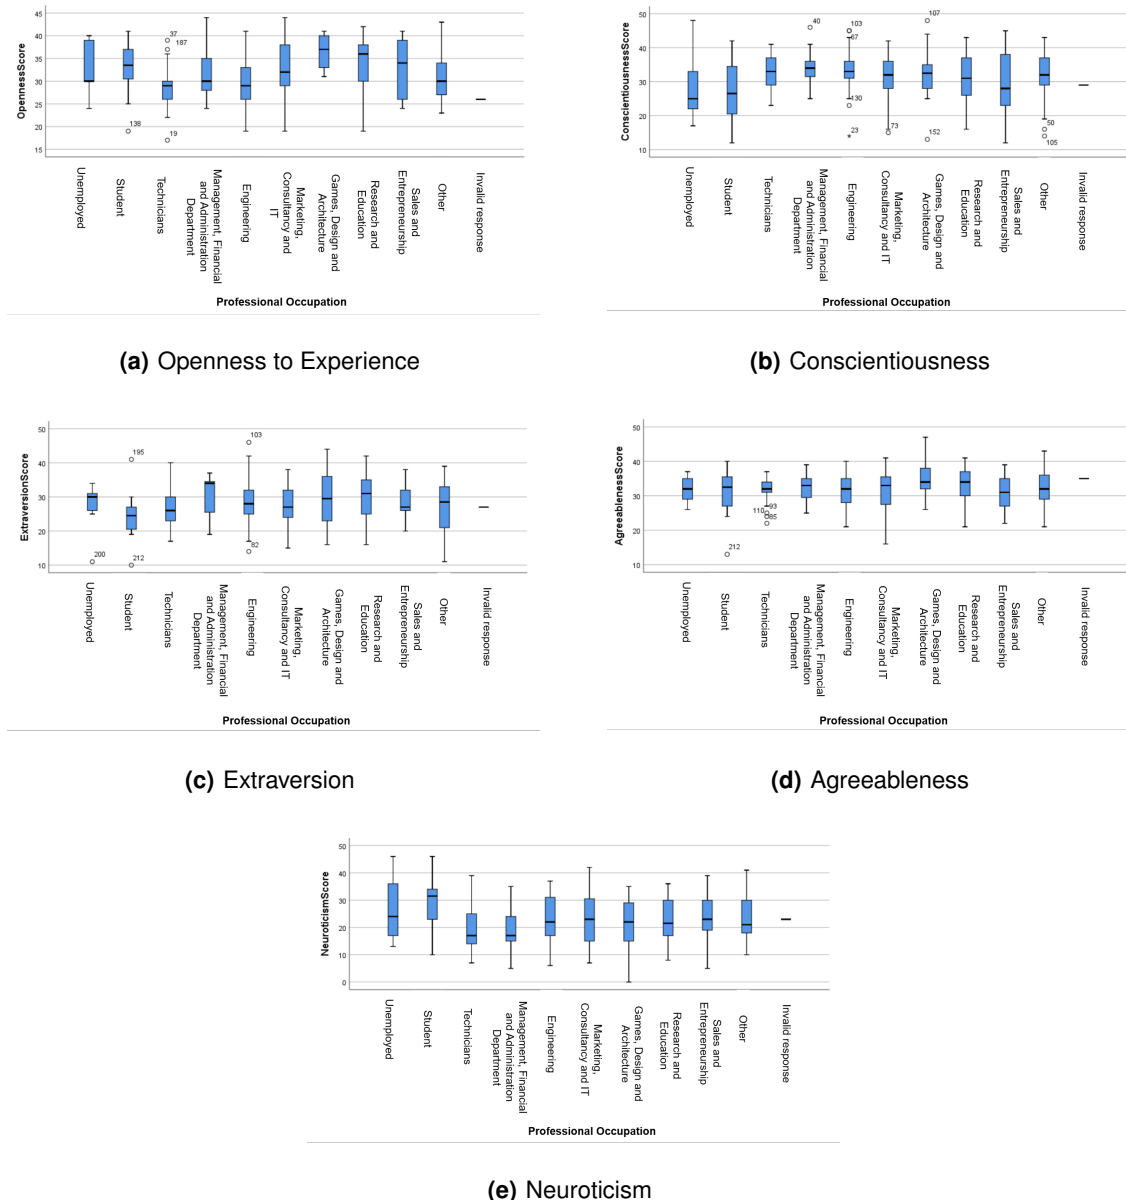 OpennessScore
45
40
35
30
25
20
15
37
187
138
19
Unemployed
Student
Technicians
Management, Financial
and Administration
Department
Engineering
Marketing,
Consultancy and
IT
Games, Design and
Architecture
Research and
Education
Sales and
Entrepreneurship
Other
Invalid response
Professional Occupation
(a) Openness to Experience
ConscientiousnessScore
50
40
30
20
10
40
103
67
130
23
73
107
152
50
105
Unemployed
Student
Technicians
Management, Financial
and Administration
Department
Engineering
Marketing,
Consultancy and IT
Games, Design and
Architecture
Research and
Education
Sales and
Entrepreneurship
Other
Invalid response
Professional Occupation
(b) Conscientiousness
ExtraversionScore
50
40
30
20
10
200
195
212
103
82
Unemployed
Student
Technicians
Management, Financial
and Administration
Department
Engineering
Marketing,
Consultancy and IT
Games, Design and
Architecture
Research and
Education
Sales and
Entrepreneurship
Other
Invalid response
Professional Occupation
(c) Extraversion
AgreeablenessScore
50
40
30
20
10
212
110
93
85
Unemployed
Student
Technicians
Management, Financial
and Administration
Department
Engineering
Marketing,
Consultancy and IT
Games, Design and
Architecture
Research and
Education
Sales and
Entrepreneurship
Other
Invalid response
Professional Occupation
(d) Agreeableness
NeuroticismScore
50
40
30
20
10
0
Unemployed
Student
Technicians
Management, Financial
and Administration
Department
Engineering
Marketing,
Consultancy and IT
Games, Design and
Architecture
Research and
Education
Sales and
Entrepreneurship
Other
Invalid response
Professional Occupation
(e) Neuroticism